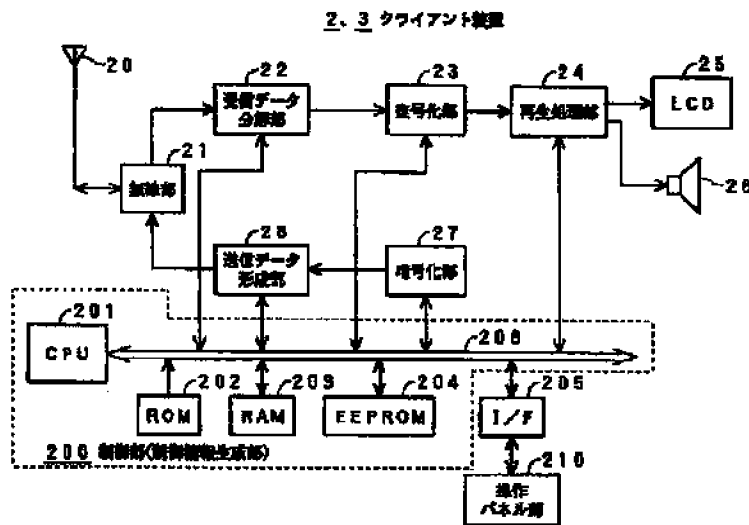 2、3 クライアント装置
20
22
受信データ
分解部
23
復号化部
24
再生処理部
25
LCD
21
無線部
26
28
送信データ
形成部
27
暗号化部
201
CPU
206
202
ROM
203
RAM
204
EEPROM
205
I/F
200 制御部(制御情報生成部)
210
操作
パネル部